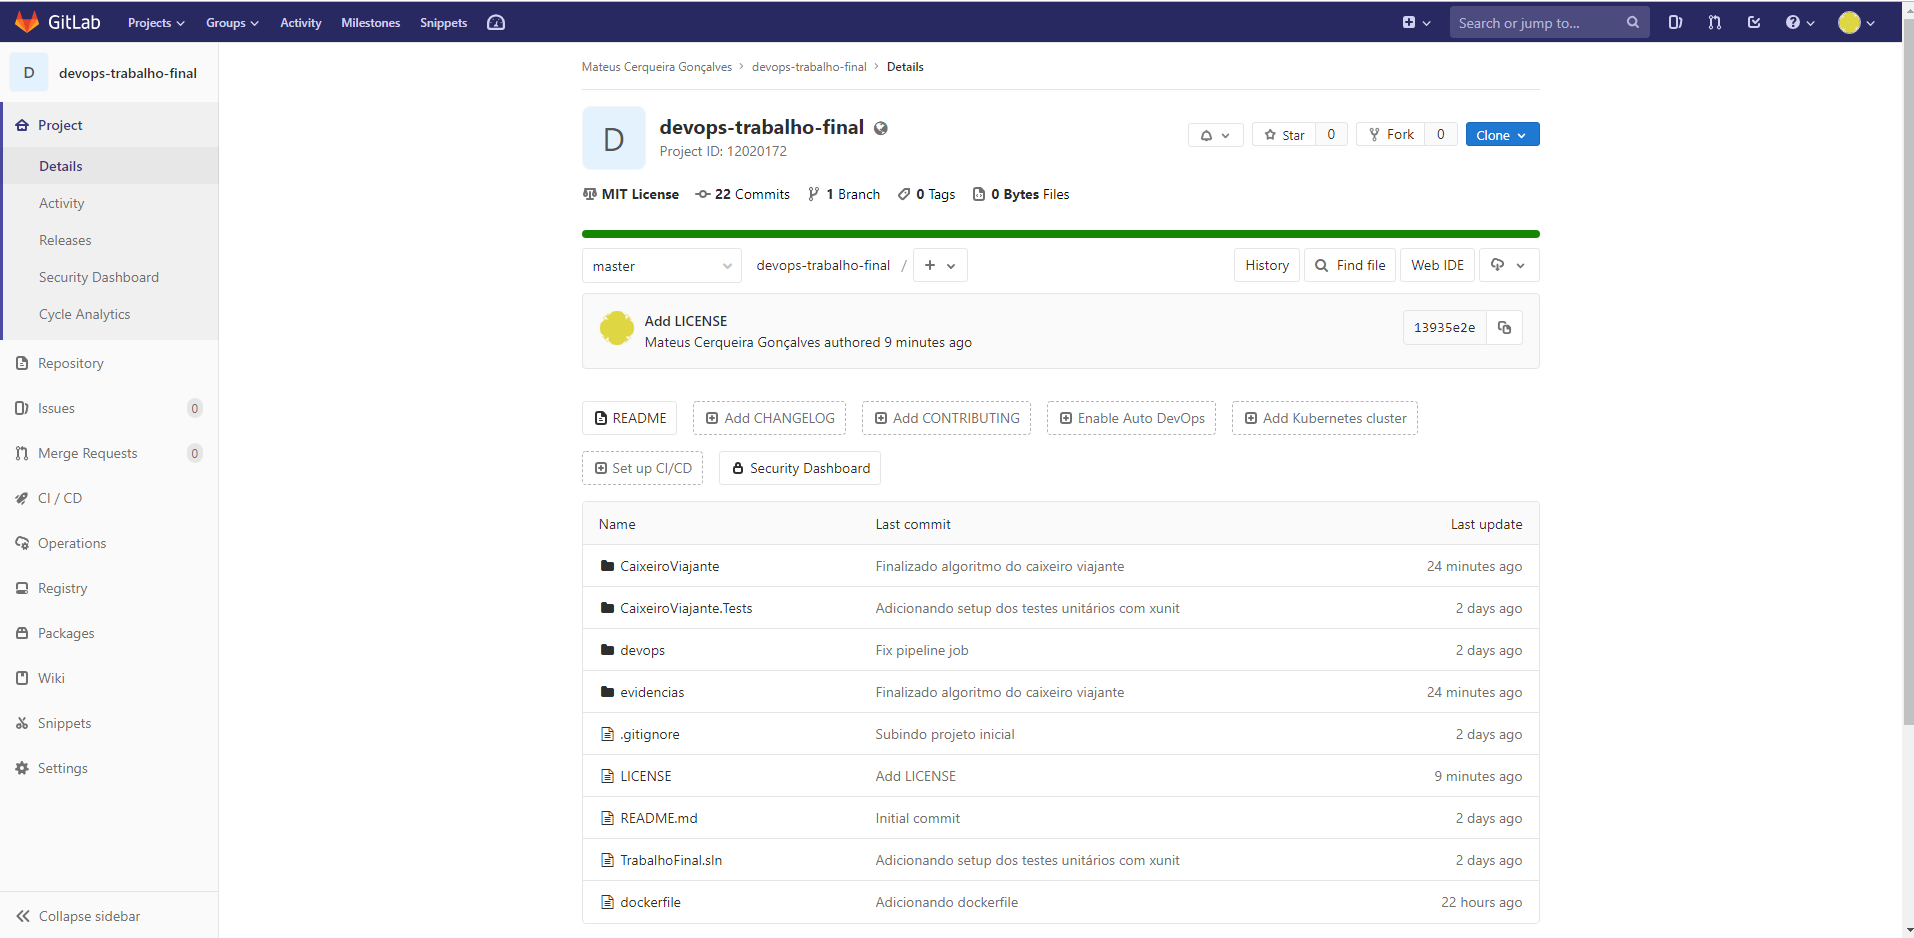 GitLab Projects Groups Activity Milestones Snippets Search or jump to...
D devops-trabalho-final
Project
Details
Activity
Releases
Security Dashboard
Cycle Analytics
Repository
Issues 0
Merge Requests 0
CI / CD
Operations
Registry
Packages
Wiki
Snippets
Settings
Collapse sidebar
Mateus Cerqueira Gonçalves > devops-trabalho-final > Details
D
devops-trabalho-final
Project ID: 12020172
Star 0 Fork 0 Clone
MIT License 22 Commits 1 Branch 0 Tags 0 Bytes Files
master devops-trabalho-final / + History Find file Web IDE
Add LICENSE
Mateus Cerqueira Gonçalves authored 9 minutes ago
13935e2e
README Add CHANGELOG Add CONTRIBUTING Enable Auto DevOps Add Kubernetes cluster
Set up CI/CD Security Dashboard
Name Last commit Last update
CaixeiroViajante Finalizado algoritmo do caixeiro viajante 24 minutes ago
CaixeiroViajante.Tests Adicionando setup dos testes unitários com xunit 2 days ago
devops Fix pipeline job 2 days ago
evidencias Finalizado algoritmo do caixeiro viajante 24 minutes ago
.gitignore Subindo projeto inicial 2 days ago
LICENSE Add LICENSE 9 minutes ago
README.md Initial commit 2 days ago
TrabalhoFinal.sln Adicionando setup dos testes unitários com xunit 2 days ago
dockerfile Adicionando dockerfile 22 hours ago